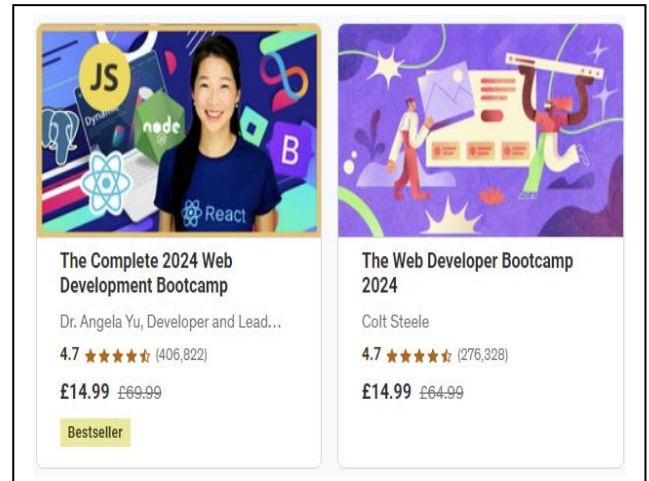 JS
Dynamic
node
B
React
The Complete 2024 Web
Development Bootcamp
Dr. Angela Yu, Developer and Lead…
4.7 (406,822)
£14.99 £69.99
Bestseller
The Web Developer Bootcamp
2024
Colt Steele
4.7 (276,328)
£14.99 £64.99